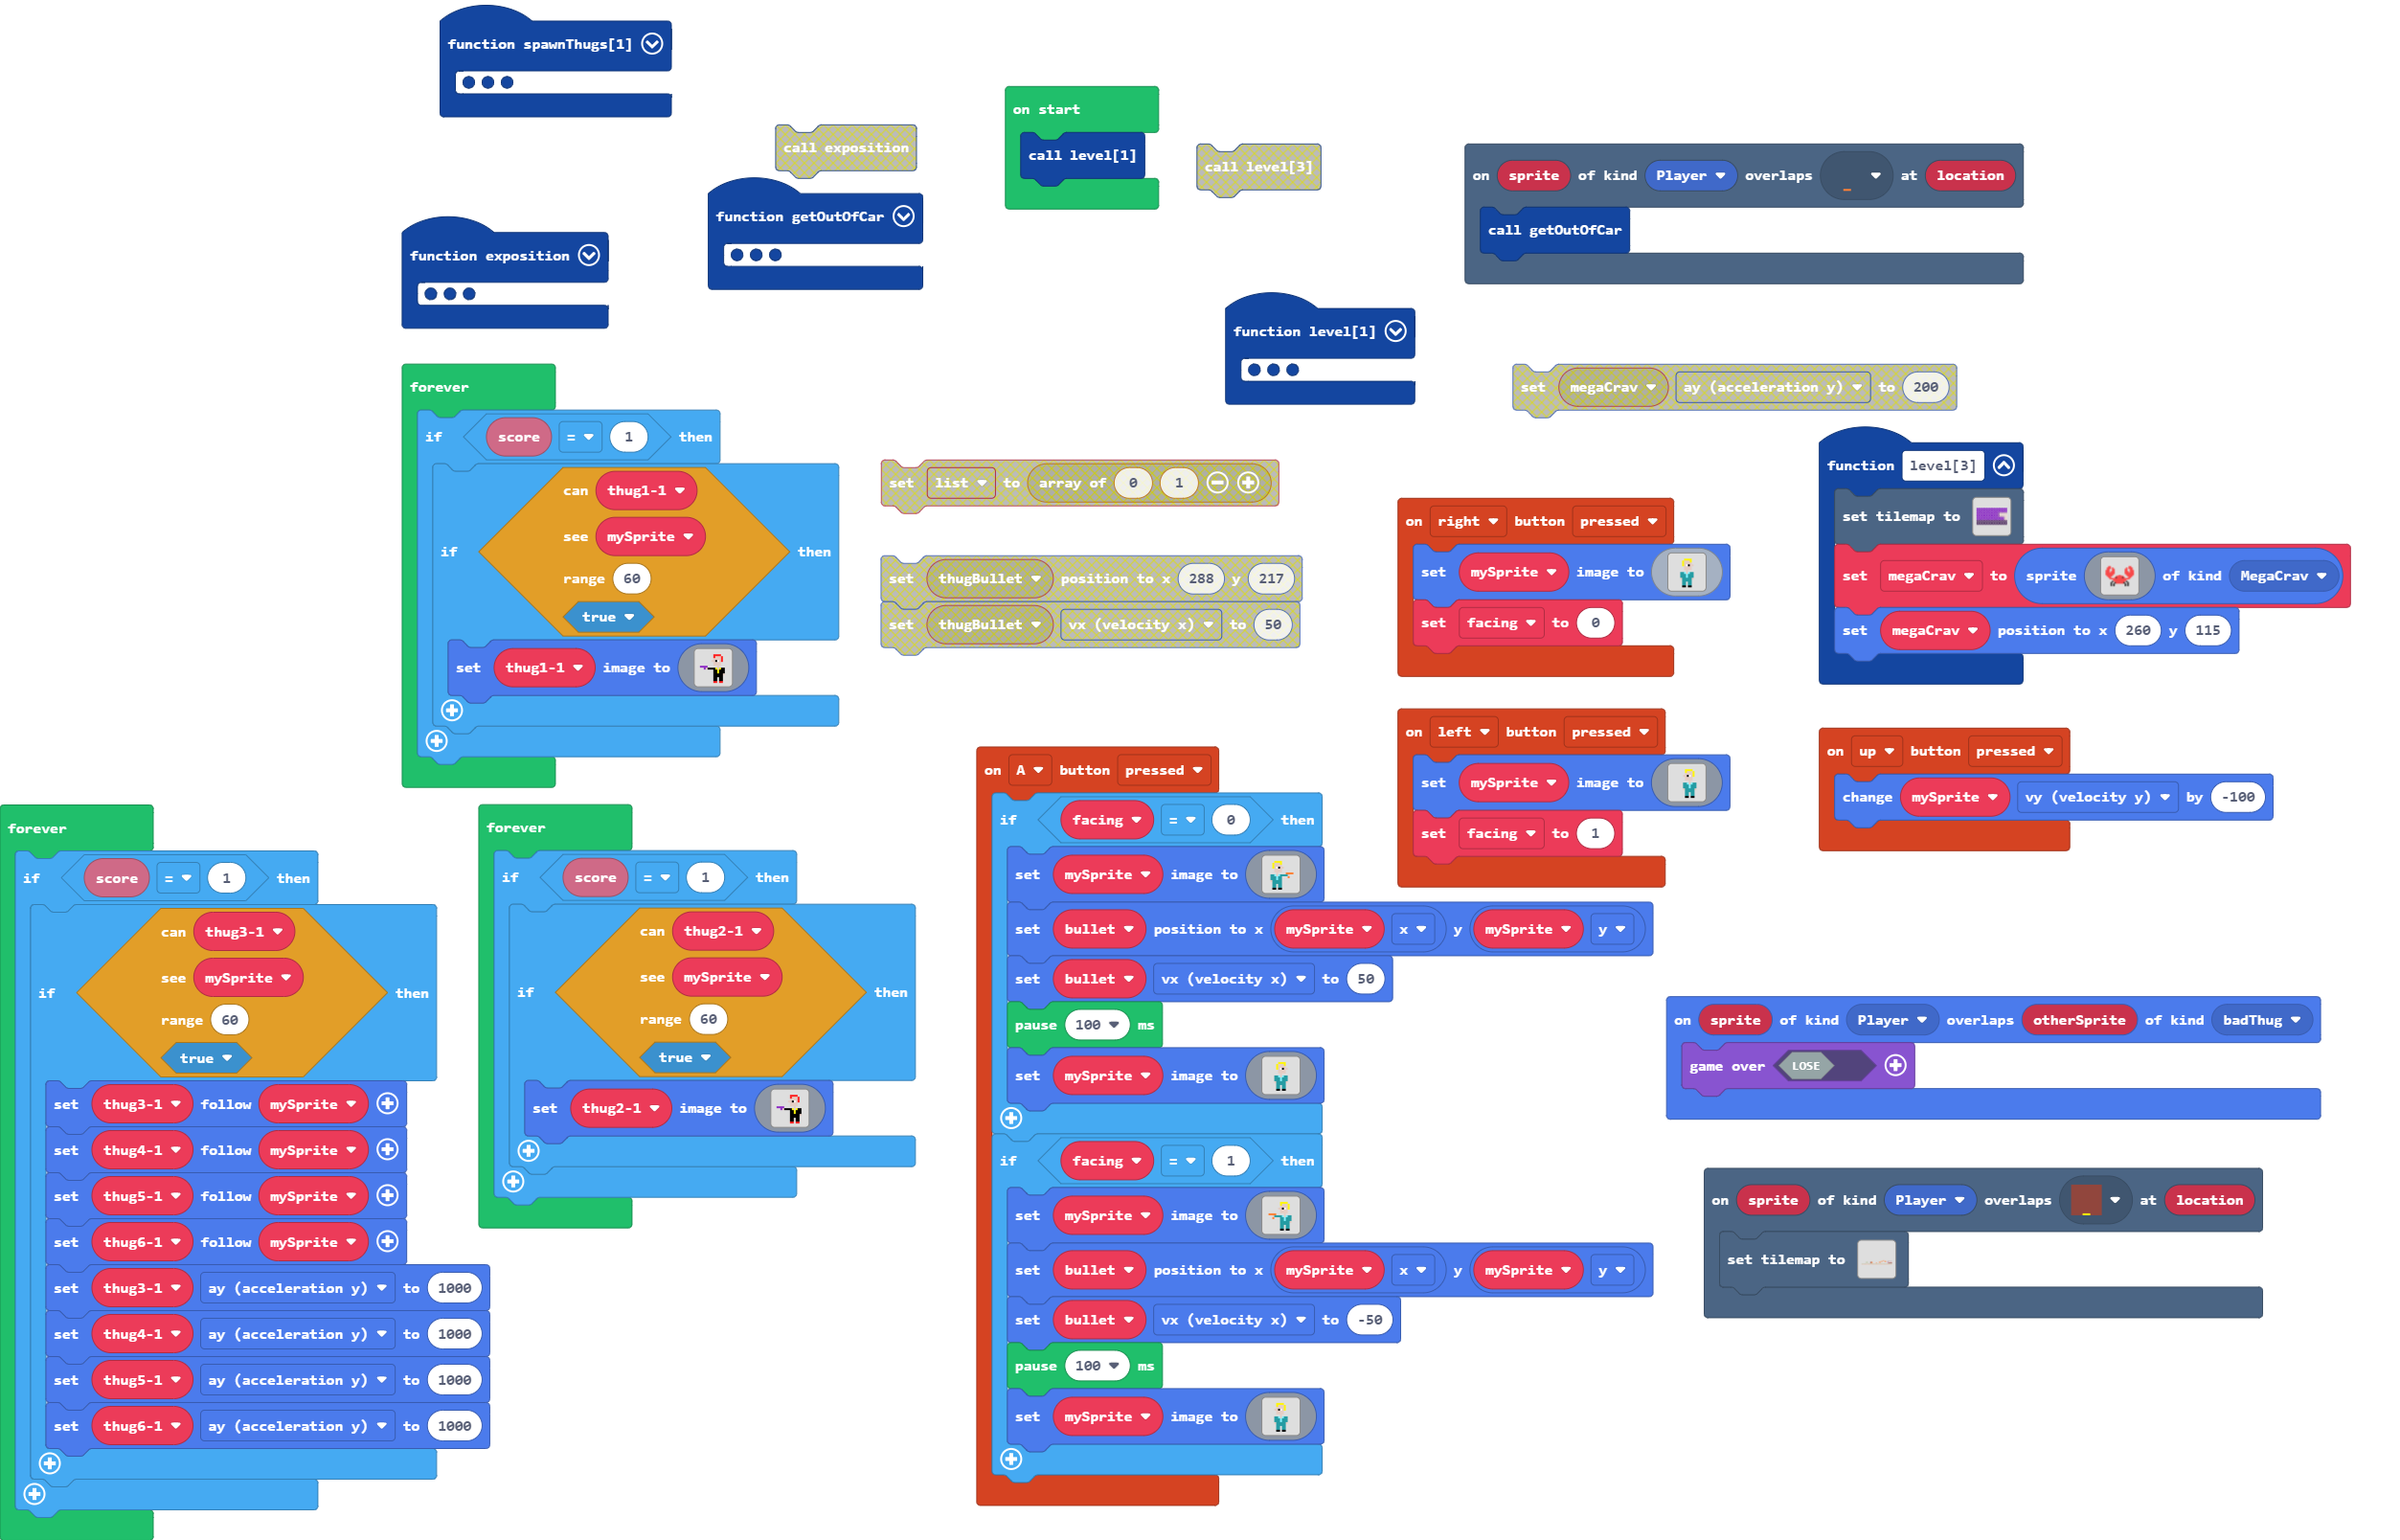 function spawnThugs[1]
call exposition
function getOutOfCar
function exposition
on start
call level[1]
call level[3]
on sprite of kind Player overlaps at location
call getOutOfCar
function level[1]
set megaCrav ay (acceleration y) to 200
forever
if score = 1 then
if can thug1-1 see mySprite range 60 true then
set thug1-1 image to
set list to array of 0 1
set thugBullet position to x 288 y 217
set thugBullet vx (velocity x) to 50
on right button pressed
set mySprite image to
set facing to 0
function level[3]
set tilemap to
set megaCrav to sprite of kind MegaCrav
set megaCrav position to x 260 y 115
on left button pressed
set mySprite image to
set facing to 1
on up button pressed
change mySprite vy (velocity y) by -100
forever
if score = 1 then
if can thug3-1 see mySprite range 60 true then
set thug3-1 follow mySprite
set thug4-1 follow mySprite
set thug5-1 follow mySprite
set thug6-1 follow mySprite
set thug3-1 ay (acceleration y) to 1000
set thug4-1 ay (acceleration y) to 1000
set thug5-1 ay (acceleration y) to 1000
set thug6-1 ay (acceleration y) to 1000
forever
if score = 1 then
if can thug2-1 see mySprite range 60 true then
set thug2-1 image to
on A button pressed
if facing = 0 then
set mySprite image to
set bullet position to x mySprite x y mySprite y
set bullet vx (velocity x) to 50
pause 100 ms
set mySprite image to
if facing = 1 then
set mySprite image to
set bullet position to x mySprite x y mySprite y
set bullet vx (velocity x) to -50
pause 100 ms
set mySprite image to
on sprite of kind Player overlaps otherSprite of kind badThug
game over LOSE
on sprite of kind Player overlaps at location
set tilemap to